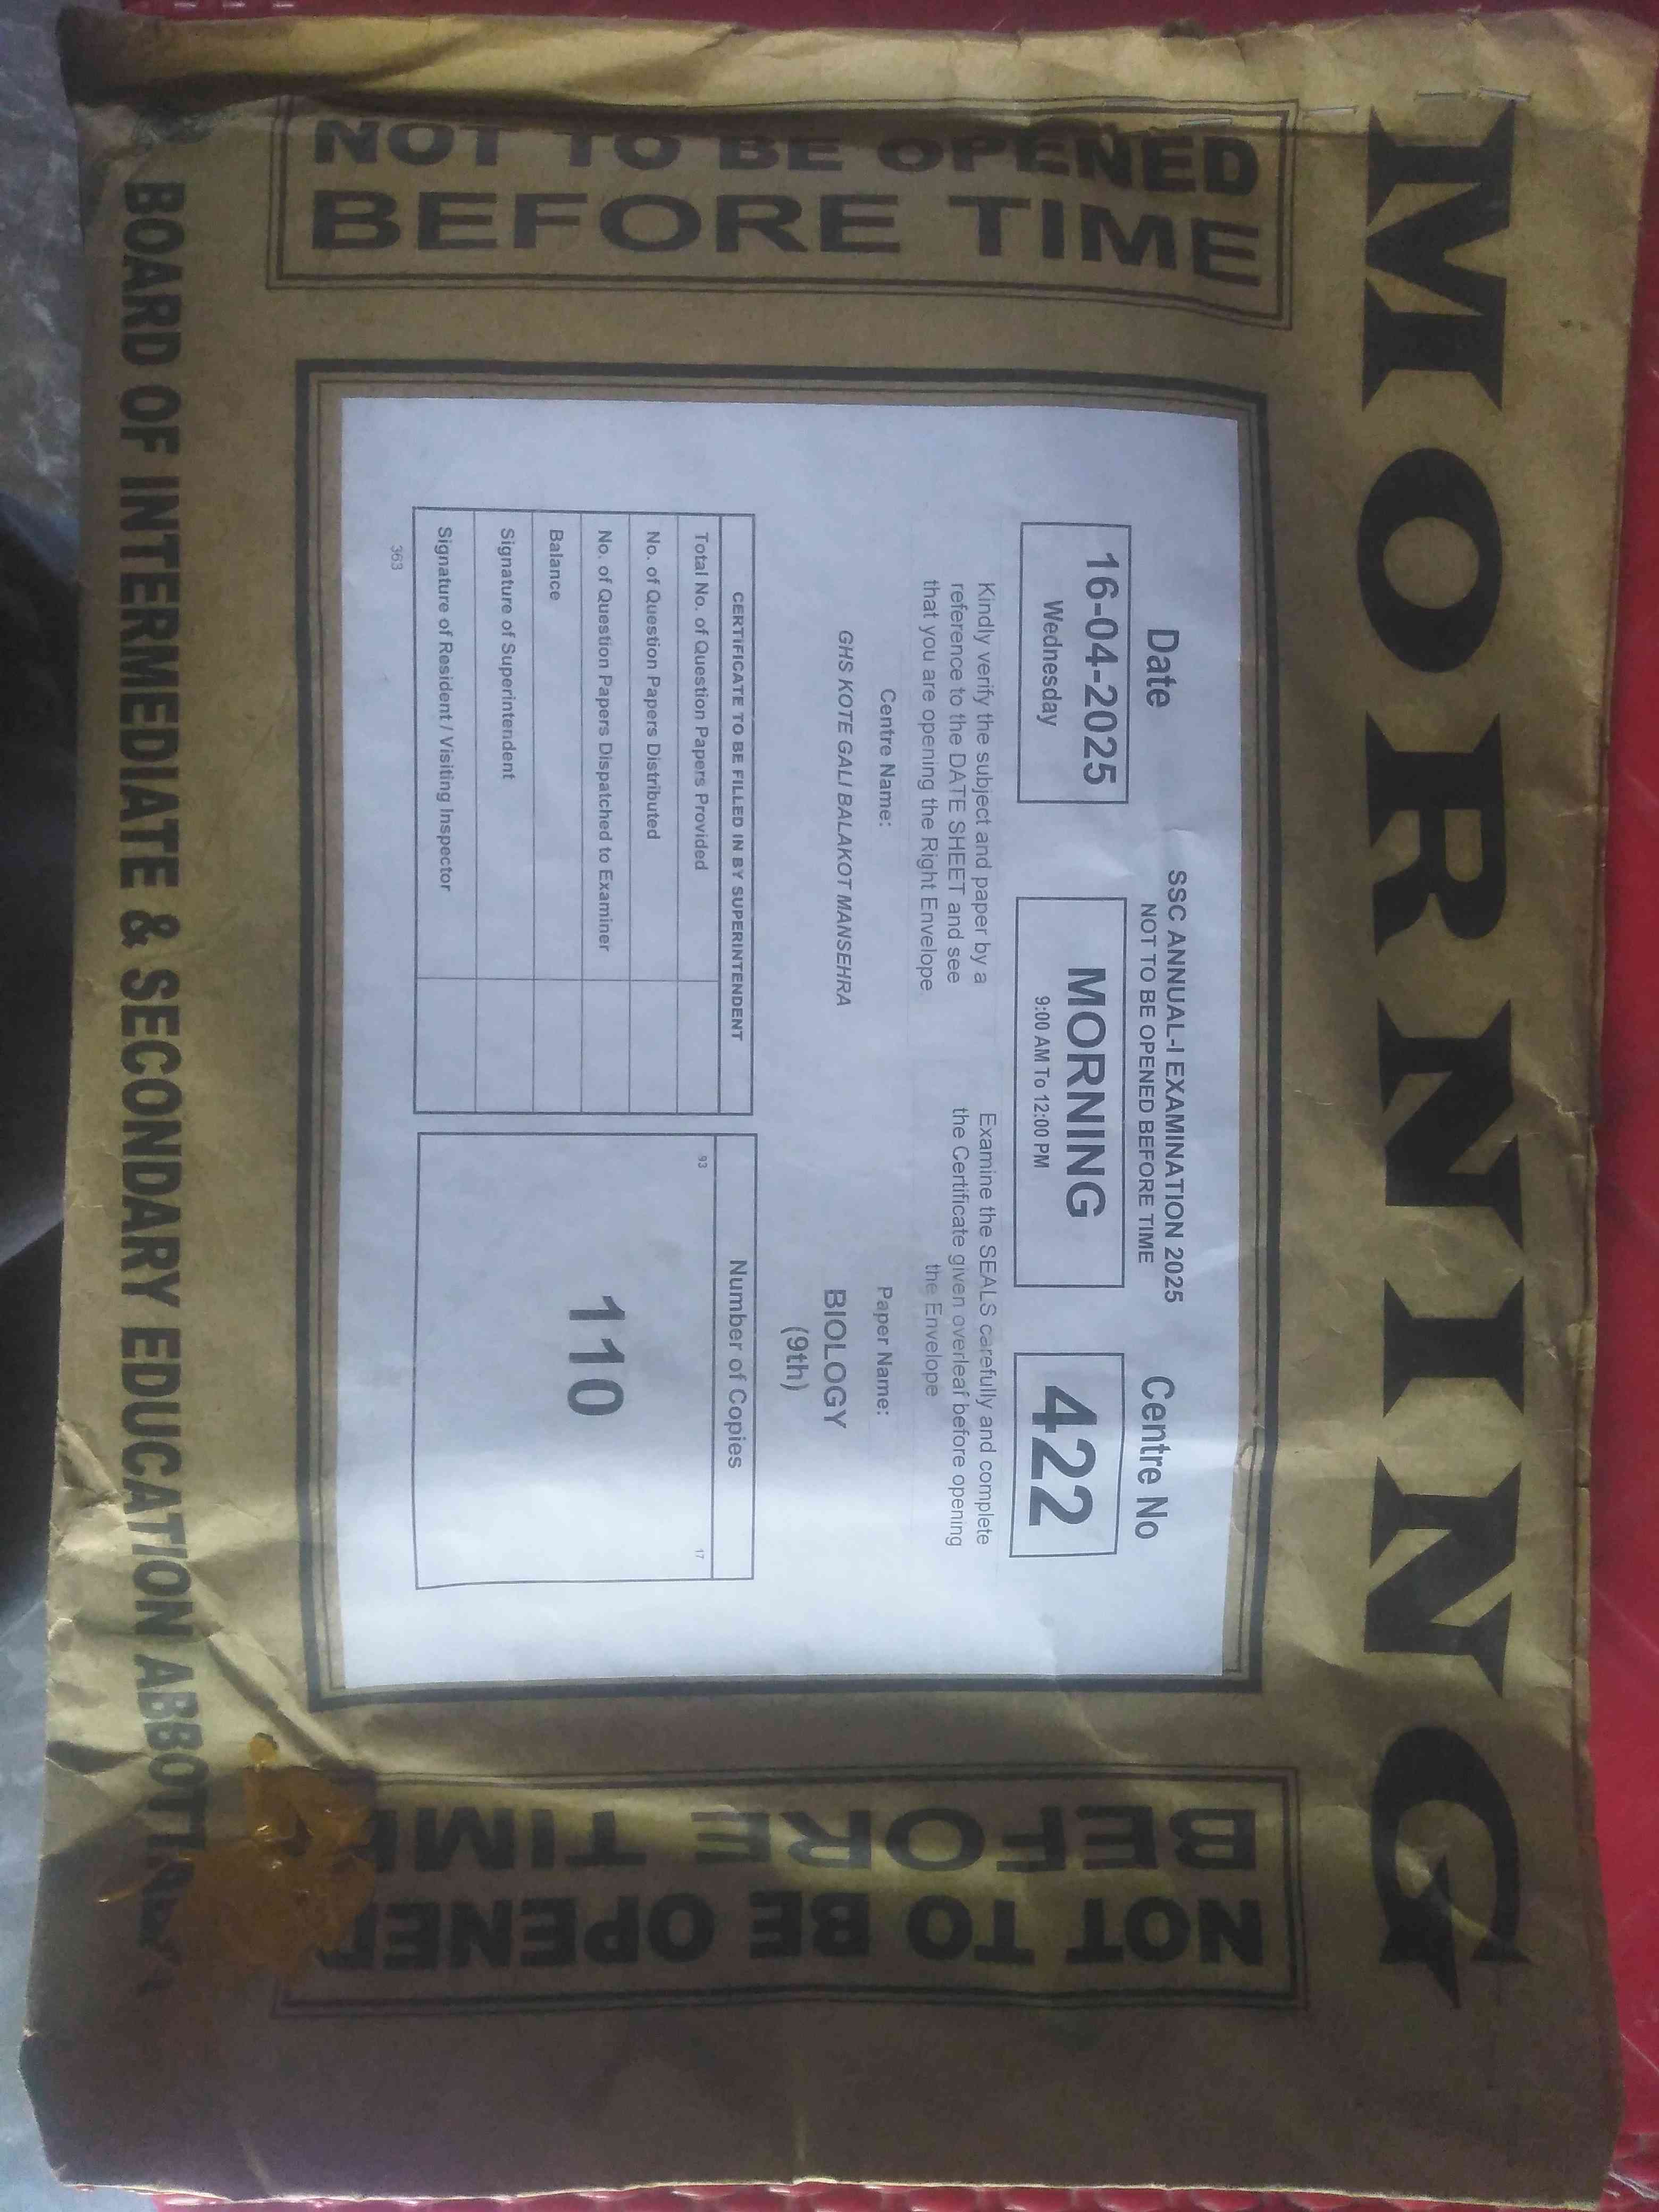 MORNING
NOT TO BE OPENED
BEFORE TIME
Date
16-04-2025
Wednesday
SSC ANNUAL-I EXAMINATION 2025
NOT TO BE OPENED BEFORE TIME
MORNING
9:00 AM To 12:00 PM
Centre No
422
Kindly verify the subject and paper by a
reference to the DATE SHEET and see
that you are opening the Right Envelope
Examine the SEALS carefully and complete
the Certificate given overleaf before opening
the Envelope
Centre Name:
GHS KOTE GALI BALAKOT MANSEHRA
Paper Name:
BIOLOGY
(9th)
CERTIFICATE TO BE FILLED IN BY SUPERINTENDENT
Total No. of Question Papers Provided
No. of Question Papers Distributed
No. of Question Papers Dispatched to Examiner
Balance
Signature of Superintendent
Signature of Resident / Visiting Inspector
363
Number of Copies
93
17
110
NOT TO BE OPENED
BEFORE TIME
BOARD OF INTERMEDIATE & SECONDARY EDUCATION